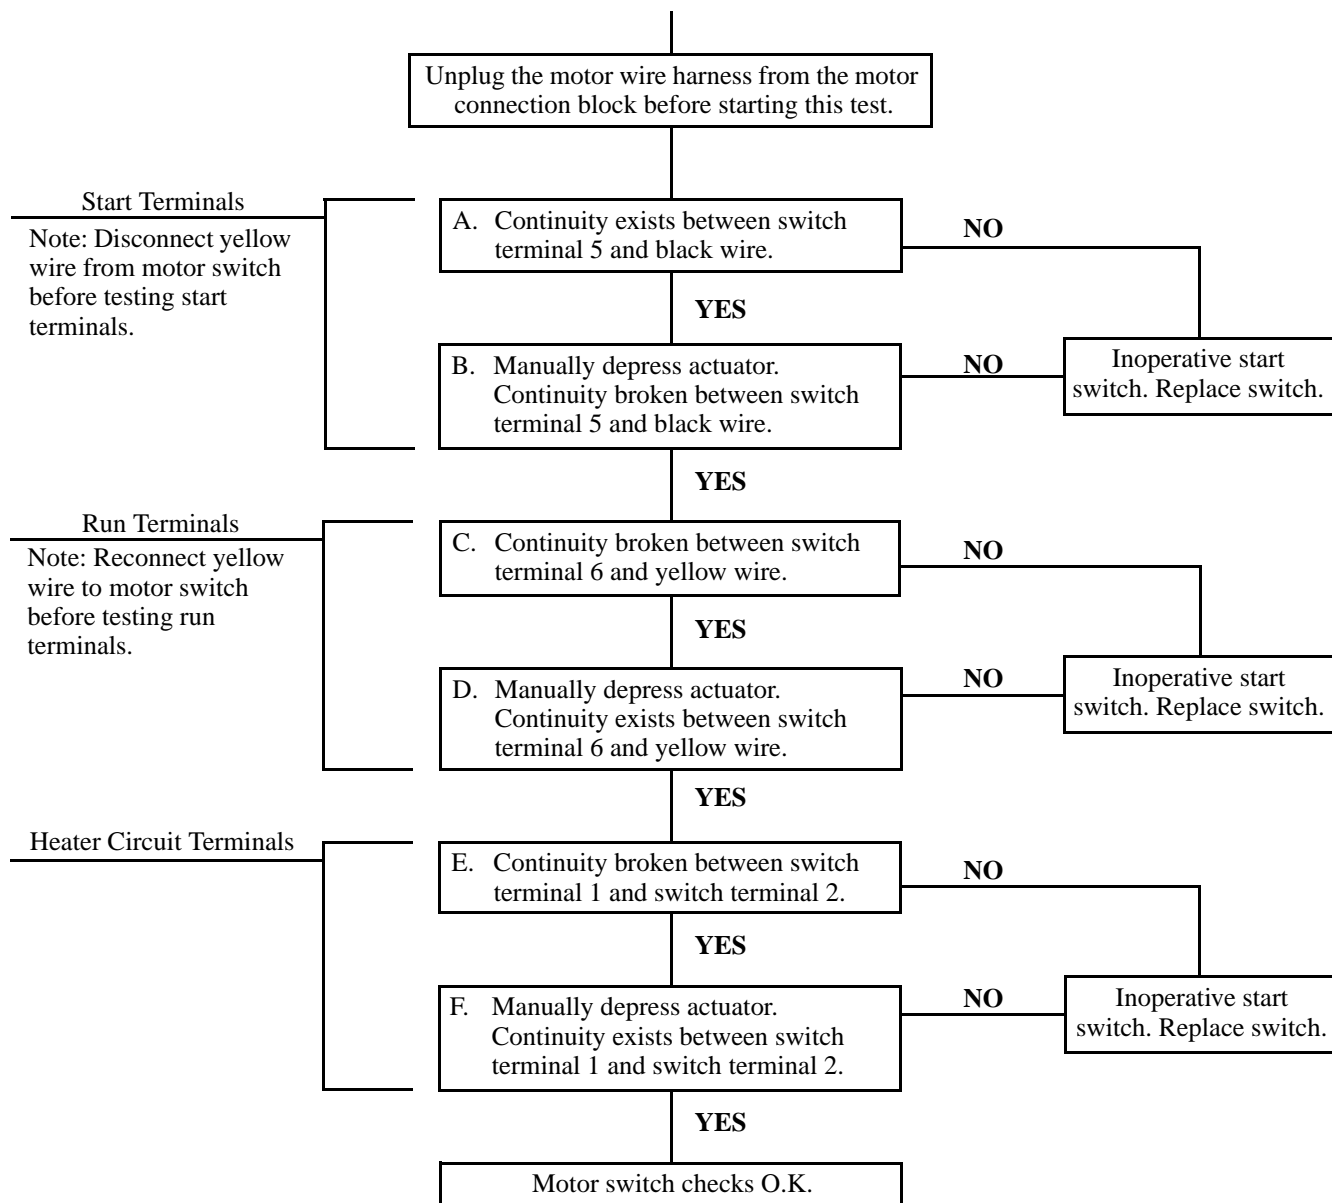 Unplug the motor wire harness from the motor
connection block before starting this test.
Start Terminals
Note: Disconnect yellow
wire from motor switch
before testing start
terminals.
A. Continuity exists between switch
terminal 5 and black wire.
NO
YES
B. Manually depress actuator.
Continuity broken between switch
terminal 5 and black wire.
NO
Inoperative start
switch. Replace switch.
YES
Run Terminals
Note: Reconnect yellow
wire to motor switch
before testing run
terminals.
C. Continuity broken between switch
terminal 6 and yellow wire.
NO
YES
D. Manually depress actuator.
Continuity exists between switch
terminal 6 and yellow wire.
NO
Inoperative start
switch. Replace switch.
YES
Heater Circuit Terminals
E. Continuity broken between switch
terminal 1 and switch terminal 2.
NO
YES
F. Manually depress actuator.
Continuity exists between switch
terminal 1 and switch terminal 2.
NO
Inoperative start
switch. Replace switch.
YES
Motor switch checks O.K.